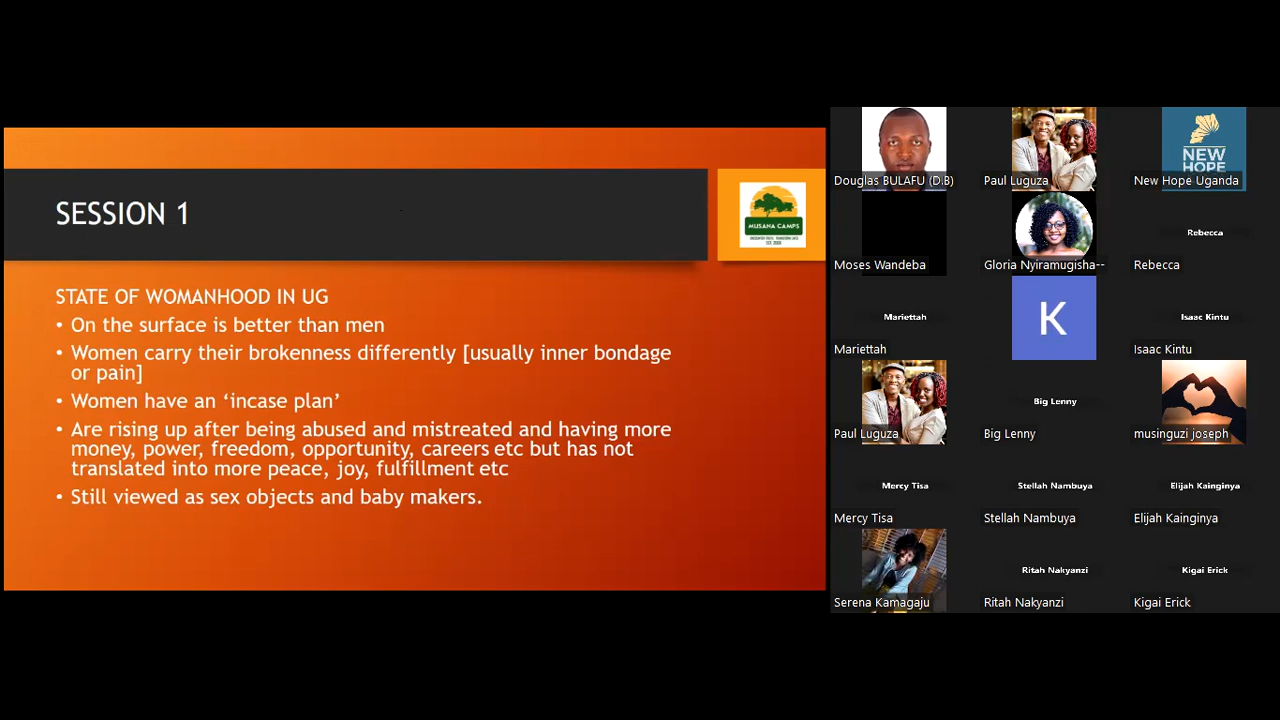 SESSION 1
MUSANA CAMPS
STATE OF WOMANHOOD IN UG
• On the surface is better than men
• Women carry their brokenness differently [usually inner bondage
or pain]
• Women have an ‘incase plan’
• Are rising up after being abused and mistreated and having more
money, power, freedom, opportunity, careers etc but has not
translated into more peace, joy, fulfillment etc
• Still viewed as sex objects and baby makers.
Douglas BULAFU (D.B)
Paul Luguza
NEW
HOPE
New Hope Uganda
Moses Wandeba
Gloria Nyiramugisha--
Rebecca
Rebecca
Mariettah
Mariettah
K
Isaac Kintu
Isaac Kintu
Paul Luguza
Big Lenny
Big Lenny
musinguzi joseph
Mercy Tisa
Mercy Tisa
Stellah Nambuya
Stellah Nambuya
Elijah Kainginya
Elijah Kainginya
Serena Kamagaju
Ritah Nakyanzi
Ritah Nakyanzi
Kigai Erick
Kigai Erick